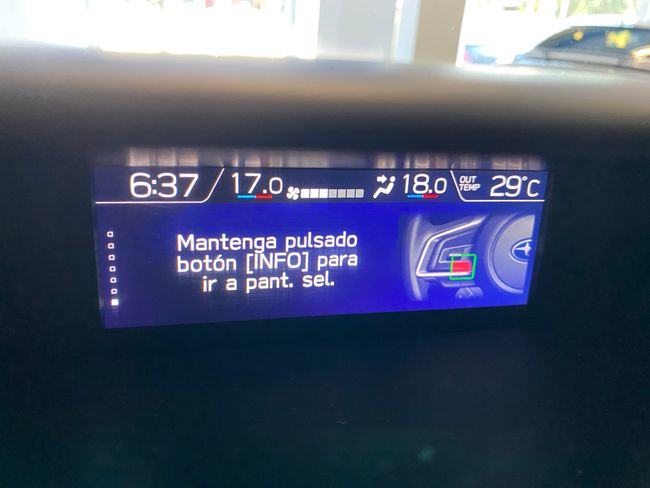 6:37 17.0 18.0 OUT TEMP 29°C
Mantenga pulsado
botón [INFO] para
ir a pant. sel.